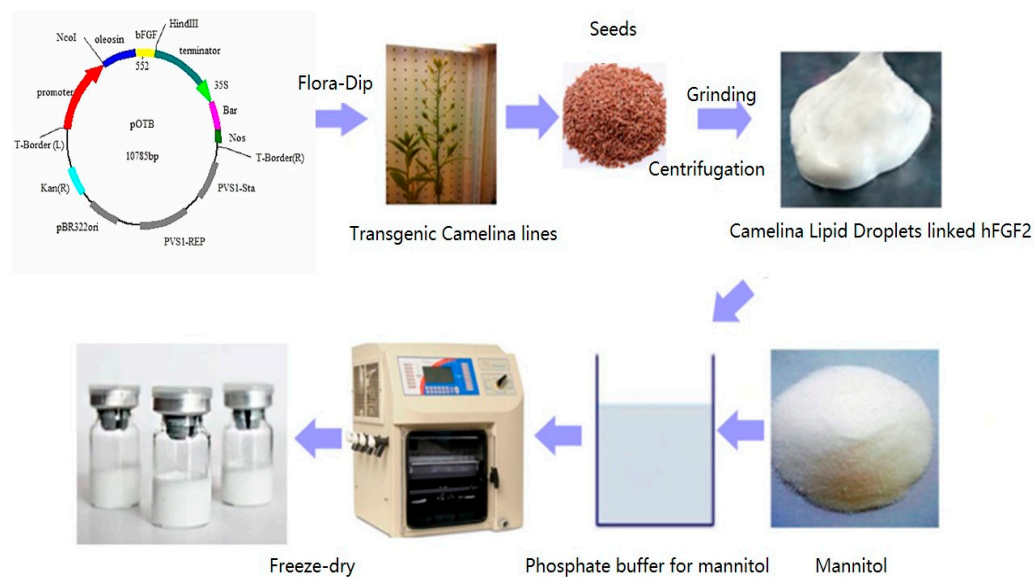 HindIII
NcoI
oleosin
bFGF
terminator
552
35S
promoter
Bar
pOTB
Nos
T-Border (L)
10785bp
T-Border(R)
Kan(R)
PVS1-Sta
pBR322ori
PVS1-REP
Flora-Dip
Transgenic Camelina lines
Seeds
Grinding
Centrifugation
Camelina Lipid Droplets linked hFGF2
Freeze-dry
Phosphate buffer for mannitol
Mannitol